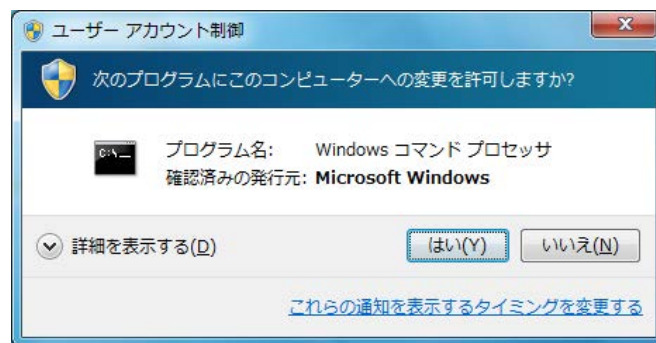 ユーザー アカウント制御
次のプログラムにこのコンピューターへの変更を許可しますか?
C:\
プログラム名: Windows コマンド プロセッサ
確認済みの発行元: Microsoft Windows
詳細を表示する(D)
はい(Y)
いいえ(N)
これらの通知を表示するタイミングを変更する